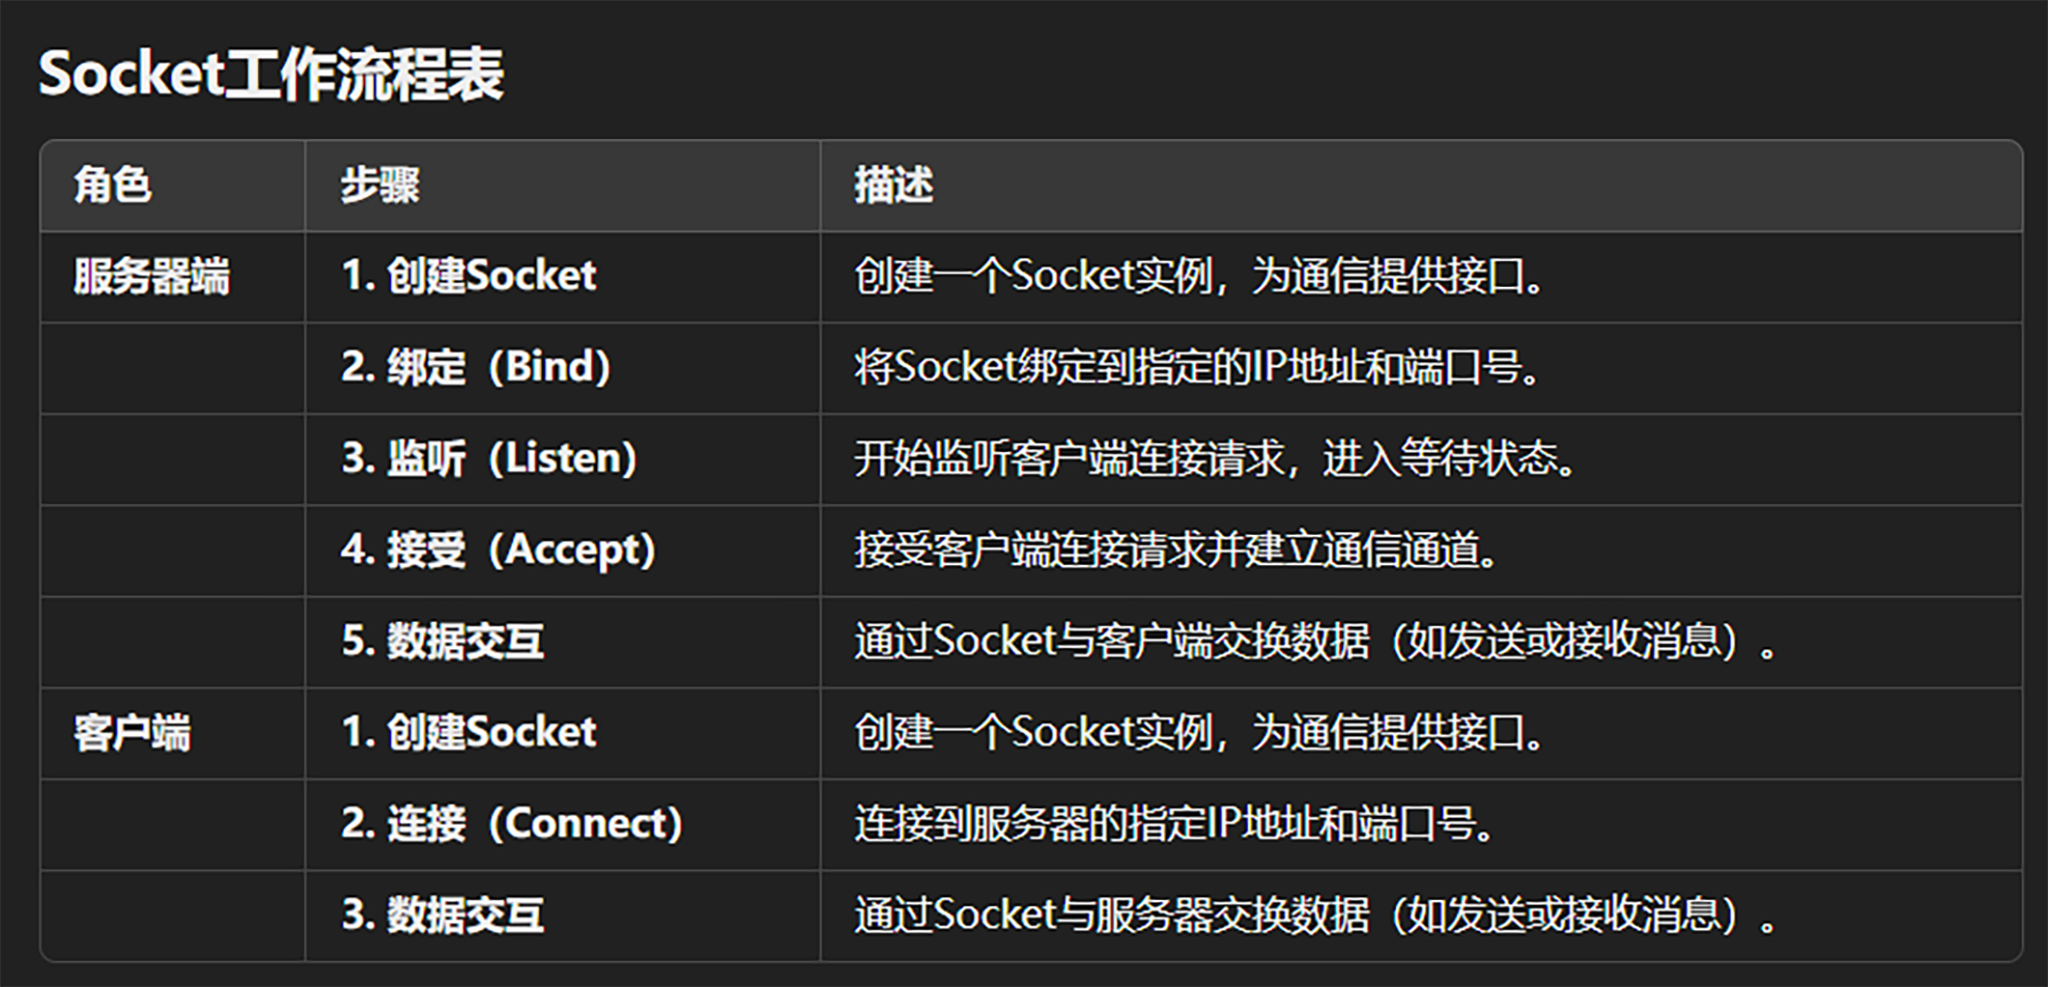 Socket工作流程表
角色 步骤 描述
服务器端 1. 创建Socket 创建一个Socket实例，为通信提供接口。
2. 绑定（Bind） 将Socket绑定到指定的IP地址和端口号。
3. 监听（Listen） 开始监听客户端连接请求，进入等待状态。
4. 接受（Accept） 接受客户端连接请求并建立通信通道。
5. 数据交互 通过Socket与客户端交换数据（如发送或接收消息）。
客户端 1. 创建Socket 创建一个Socket实例，为通信提供接口。
2. 连接（Connect） 连接到服务器的指定IP地址和端口号。
3. 数据交互 通过Socket与服务器交换数据（如发送或接收消息）。